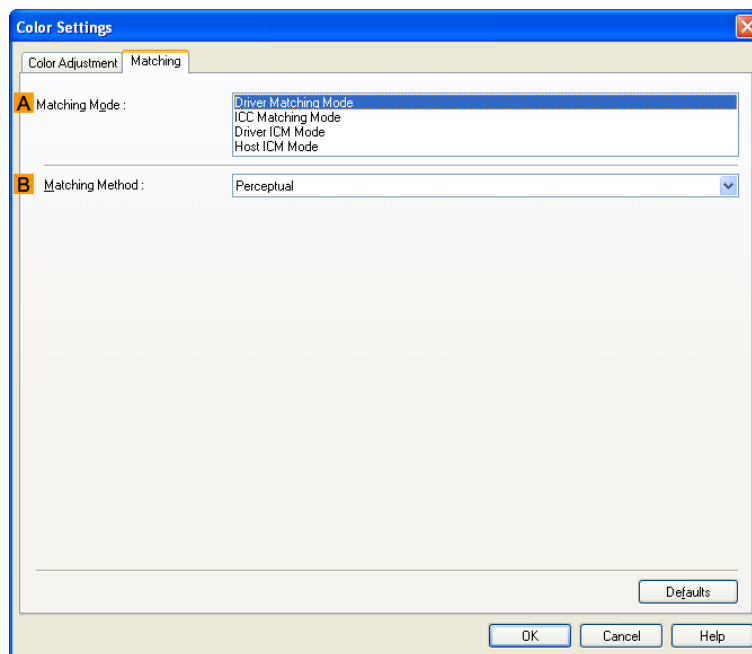 Color Settings
Color Adjustment Matching
A Matching Mode :
Driver Matching Mode
ICC Matching Mode
Driver ICM Mode
Host ICM Mode
B Matching Method : Perceptual
Defaults
OK Cancel Help